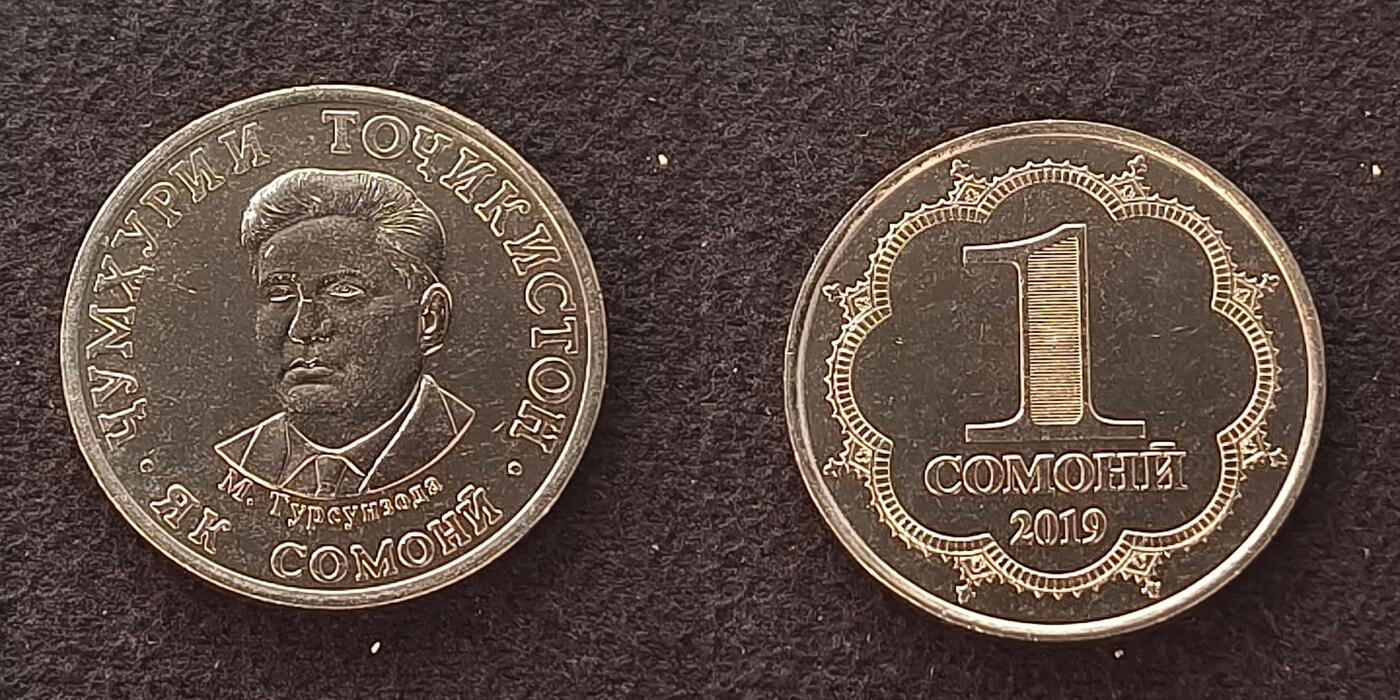 ҶУМҲУРИИ ТОҶИКИСТОН
М. Турсунзода
ЯК СОМОНӢ
1
СОМОНӢ
2019